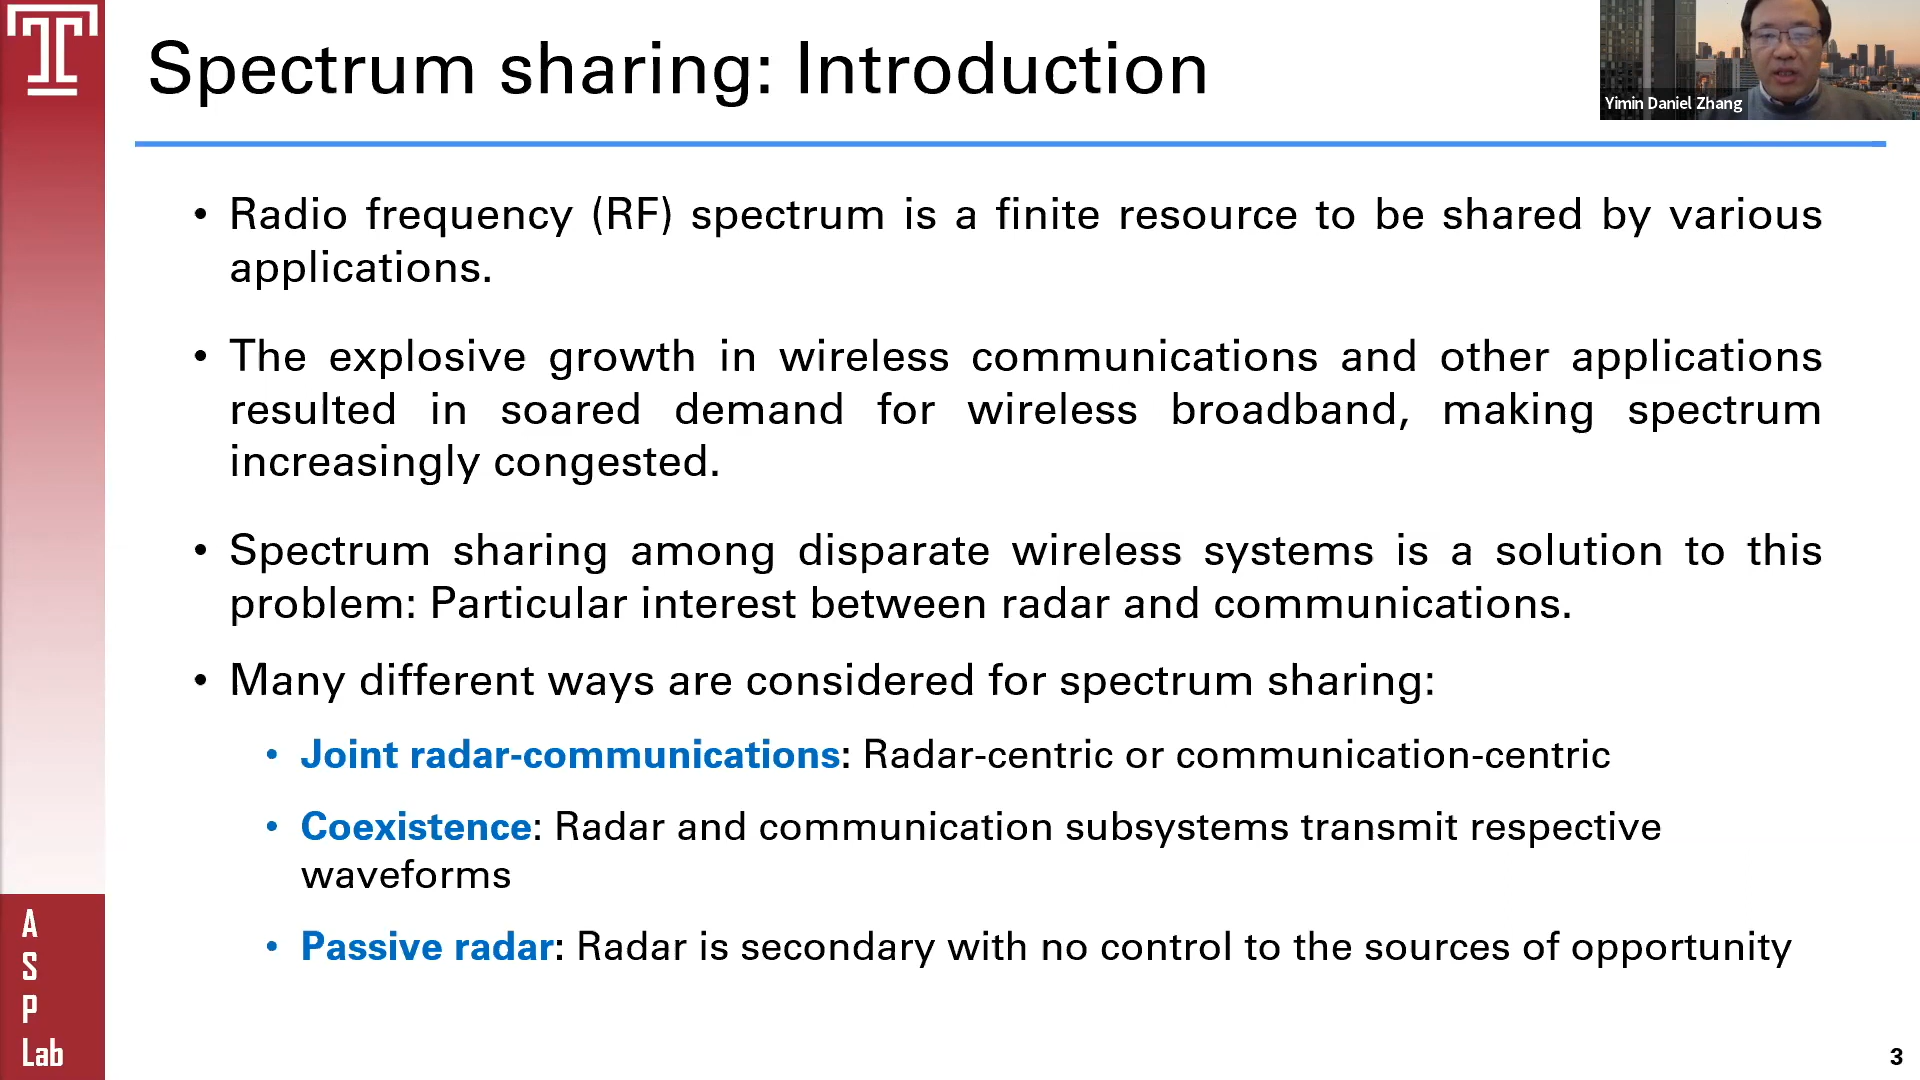 Spectrum sharing: Introduction
Yimin Daniel Zhang
• Radio frequency (RF) spectrum is a finite resource to be shared by various
applications.
• The explosive growth in wireless communications and other applications
resulted in soared demand for wireless broadband, making spectrum
increasingly congested.
• Spectrum sharing among disparate wireless systems is a solution to this
problem: Particular interest between radar and communications.
• Many different ways are considered for spectrum sharing:
• Joint radar-communications: Radar-centric or communication-centric
• Coexistence: Radar and communication subsystems transmit respective
waveforms
• Passive radar: Radar is secondary with no control to the sources of opportunity
A
S
P
Lab
3